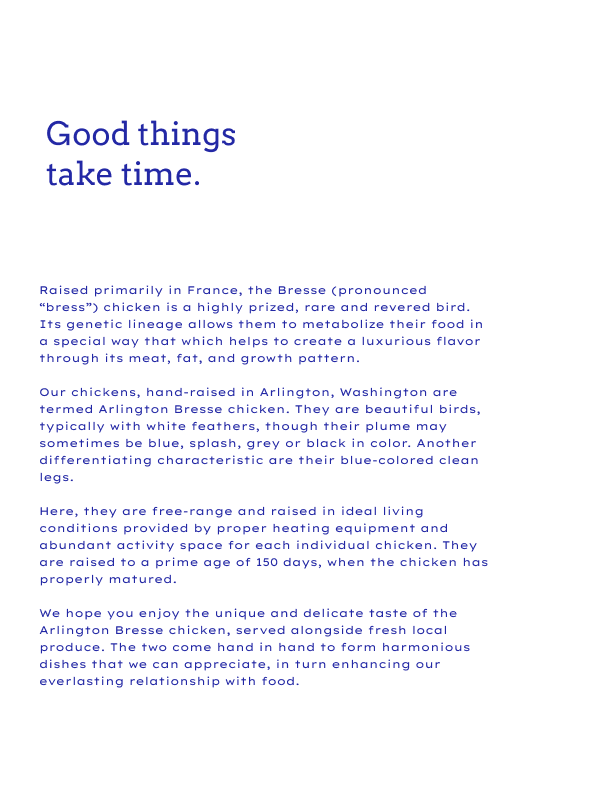 Good things
take time.
Raised primarily in France, the Bresse (pronounced
“bress”) chicken is a highly prized, rare and revered bird.
Its genetic lineage allows them to metabolize their food in
a special way that which helps to create a luxurious flavor
through its meat, fat, and growth pattern.
Our chickens, hand-raised in Arlington, Washington are
termed Arlington Bresse chicken. They are beautiful birds,
typically with white feathers, though their plume may
sometimes be blue, splash, grey or black in color. Another
differentiating characteristic are their blue-colored clean
legs.
Here, they are free-range and raised in ideal living
conditions provided by proper heating equipment and
abundant activity space for each individual chicken. They
are raised to a prime age of 150 days, when the chicken has
properly matured.
We hope you enjoy the unique and delicate taste of the
Arlington Bresse chicken, served alongside fresh local
produce. The two come hand in hand to form harmonious
dishes that we can appreciate, in turn enhancing our
everlasting relationship with food.